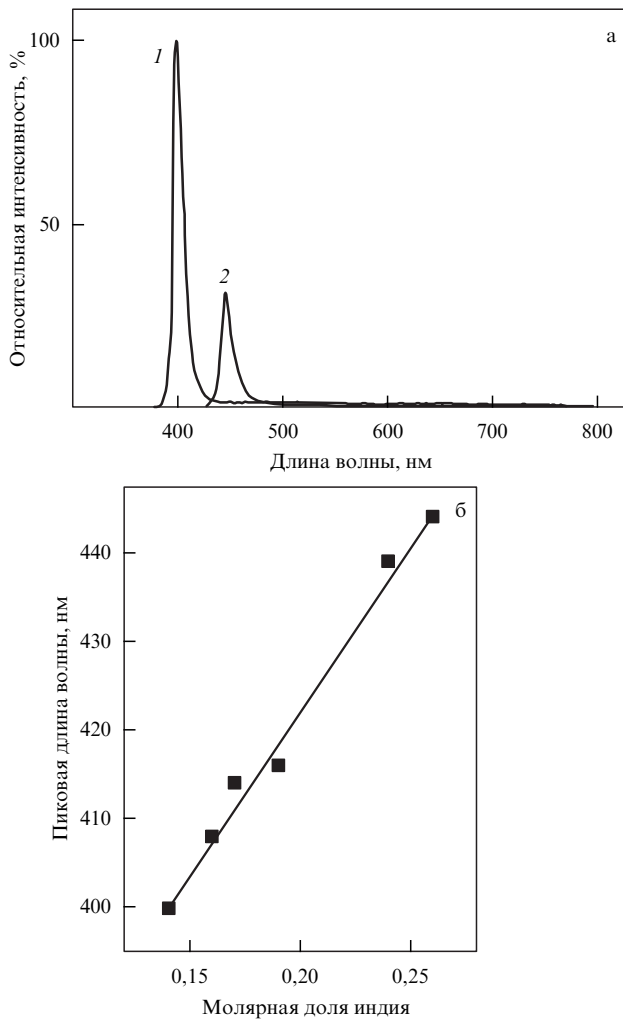 Относительная интенсивность, %
100
50
а
1
2
400 500 600 700 800
Длина волны, нм
Пиковая длина волны, нм
440
430
420
410
400
б
0,15 0,20 0,25
Молярная доля индия